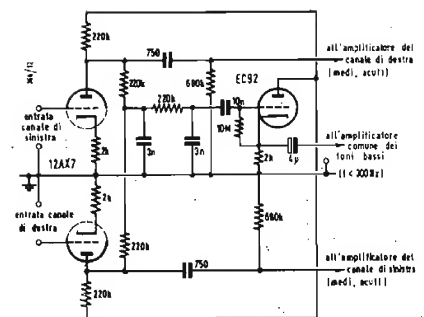 220k
750
all'amplificatore del
canale di destra
(medi, acuti)
220k
680k
EC92
220k
10n
10M
entrata
canale di
sinistra
2k
3n
3n
2k
4µ
all'amplificatore
comune dei
toni bassi
(f < 300Hz)
12AX7
2k
entrata canale
di destra
220k
680k
750
all'amplificatore del
canale di sinistra
(medi, acuti)
220k